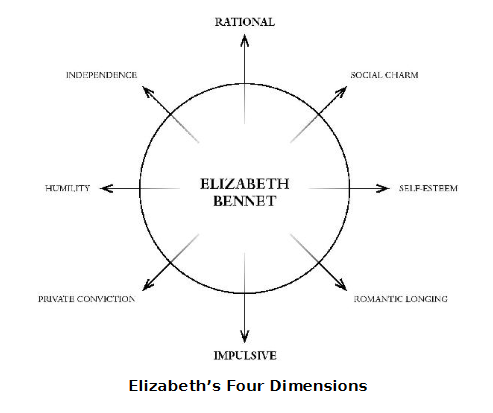 RATIONAL
INDEPENDENCE
SOCIAL CHARM
HUMILITY
ELIZABETH
BENNET
SELF-ESTEEM
PRIVATE CONVICTION
ROMANTIC LONGING
IMPULSIVE
Elizabeth's Four Dimensions